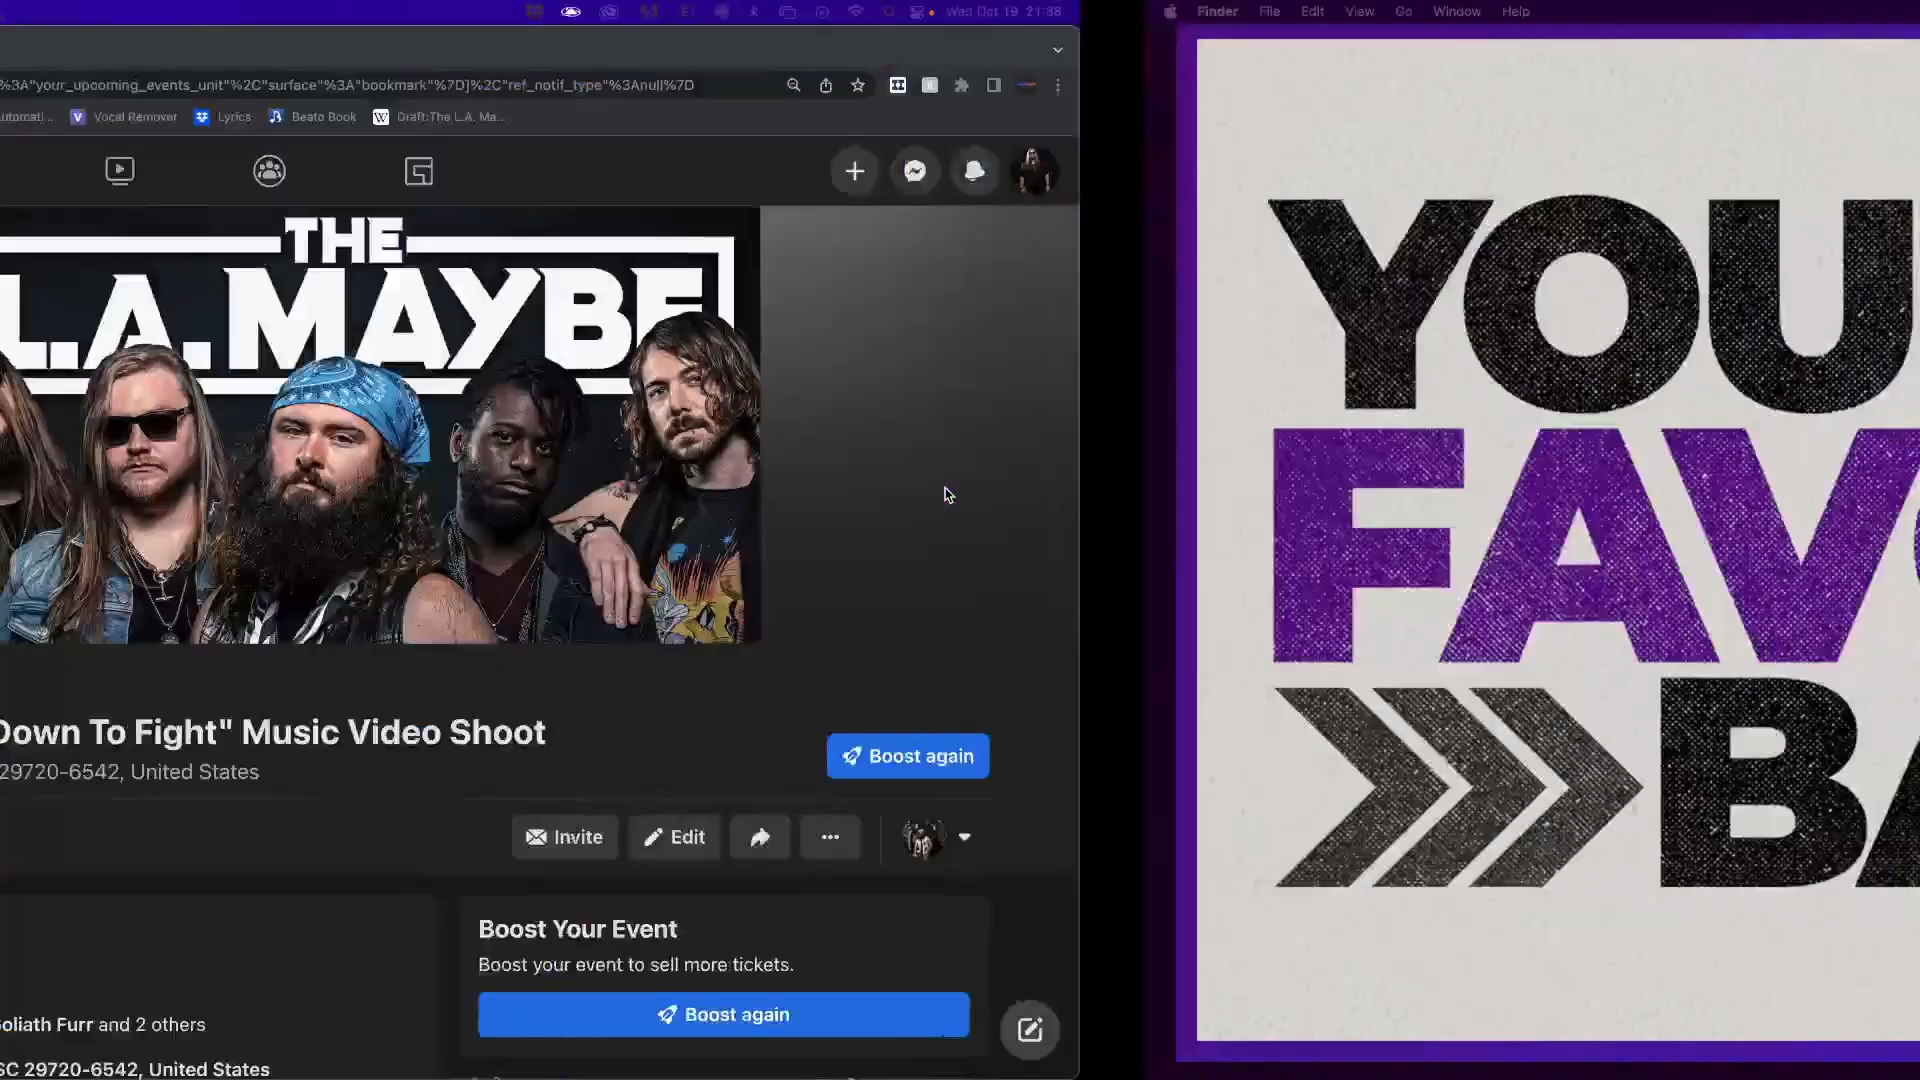 Wed Oct 19 21:38
%3A"your_upcoming_events_unit"%2C"surface"%3A"bookmark"%7D]%2C"ref_notif_type"%3Anull%7D
utomati... Vocal Remover Lyrics Beato Book Draft:The L.A. Ma...
THE
L.A. MAYBE
Down To Fight" Music Video Shoot
29720-6542, United States
Boost again
Invite Edit
Boost Your Event
Boost your event to sell more tickets.
Boost again
oliath Furr and 2 others
SC 29720-6542, United States
Finder File Edit View Go Window Help
YOU
FAV
BA